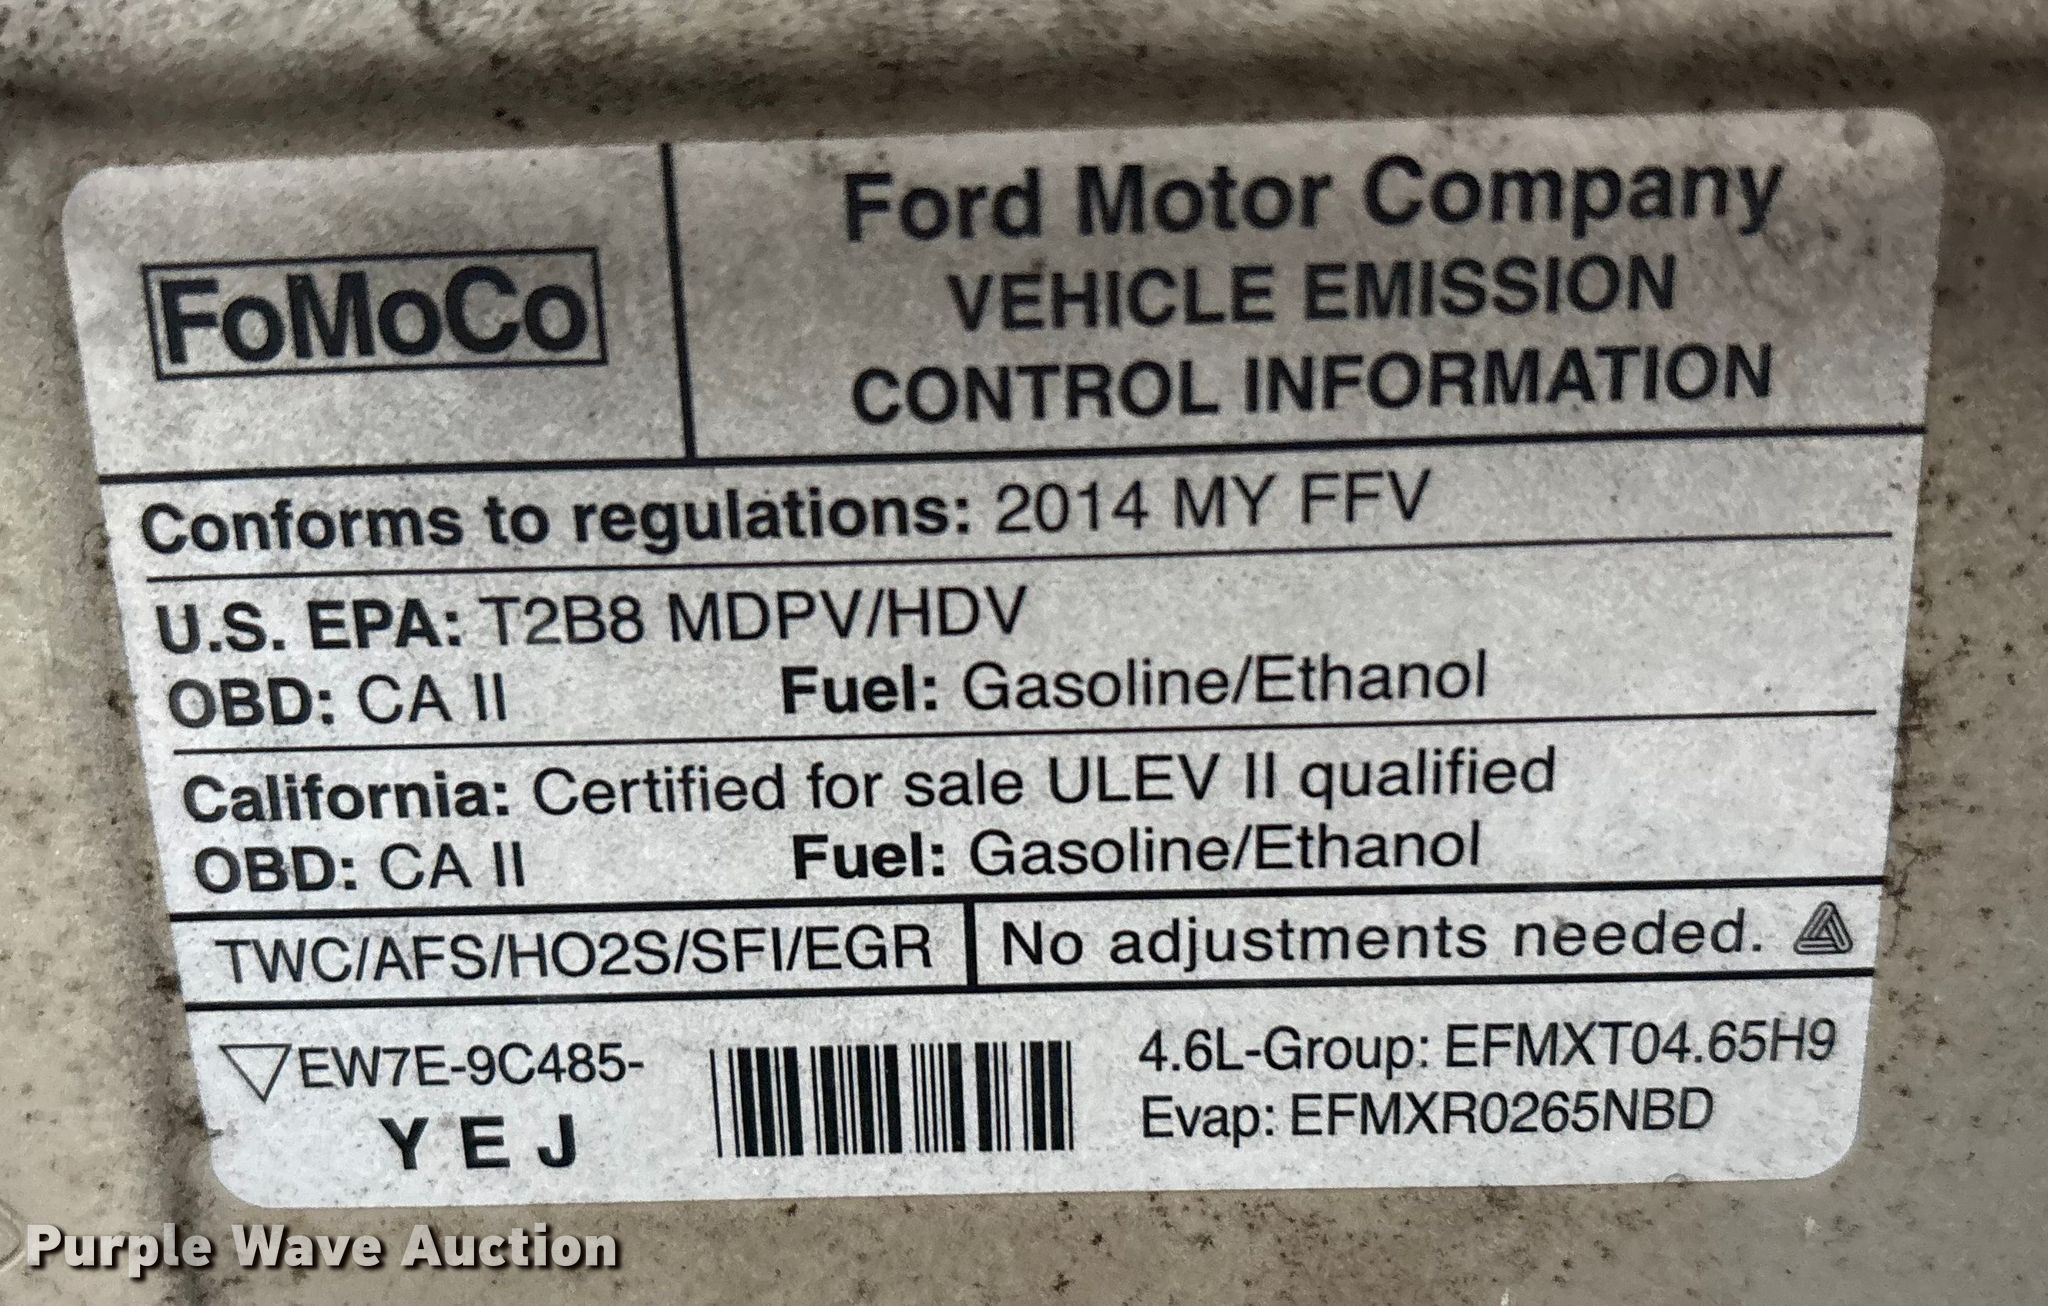 FoMoCo
Ford Motor Company
VEHICLE EMISSION
CONTROL INFORMATION
Conforms to regulations: 2014 MY FFV
U.S. EPA: T2B8 MDPV/HDV
OBD: CA II Fuel: Gasoline/Ethanol
California: Certified for sale ULEV II qualified
OBD: CA II Fuel: Gasoline/Ethanol
TWC/AFS/HO2S/SFI/EGR
No adjustments needed.
EW7E-9C485-
YEJ
4.6L-Group: EFMXT04.65H9
Evap: EFMXR0265NBD
Purple Wave Auction